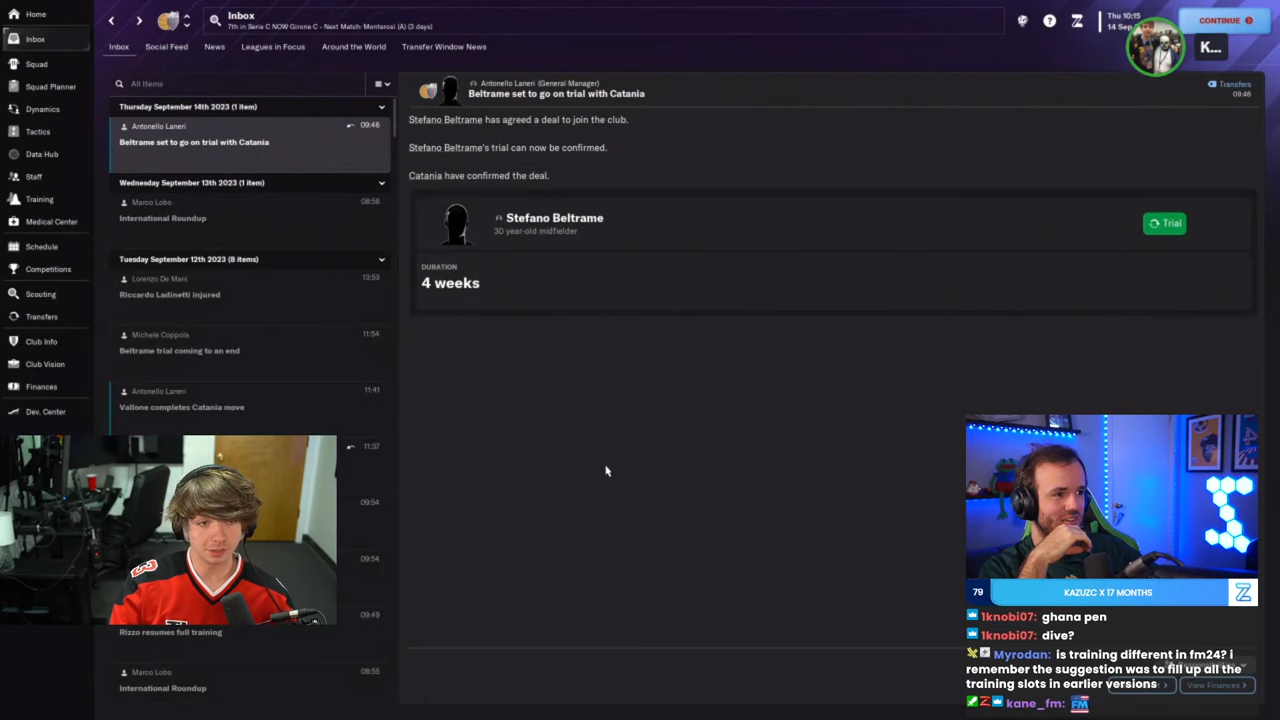 Home
Inbox
Squad
Squad Planner
Dynamics
Tactics
Data Hub
Staff
Training
Medical Center
Schedule
Competitions
Scouting
Transfers
Club Info
Club Vision
Finances
Dev. Center
Inbox
7th in Serie C NOW Girone C - Next Match: Monterosi (A) (3 days)
Thu 10:15
14 Sep
CONTINUE
K...
Inbox
Social Feed
News
Leagues in Focus
Around the World
Transfer Window News
All Items
Thursday September 14th 2023 (1 item)
Antonello Laneri 09:46
Beltrame set to go on trial with Catania
Wednesday September 13th 2023 (1 item)
Marco Lobo 08:58
International Roundup
Tuesday September 12th 2023 (8 items)
Lorenzo De Mani 13:53
Riccardo Ladinetti injured
Michele Coppola 11:54
Beltrame trial coming to an end
Antonello Laneri 11:41
Vallone completes Catania move
11:37
09:54
09:54
09:49
Rizzo resumes full training
Marco Lobo 08:55
International Roundup
Antonello Laneri (General Manager)
Beltrame set to go on trial with Catania
Transfers
09:46
Stefano Beltrame has agreed a deal to join the club.
Stefano Beltrame's trial can now be confirmed.
Catania have confirmed the deal.
Stefano Beltrame
30 year-old midfielder
Trial
DURATION
4 weeks
79 KAZUZC X 17 MONTHS
1knobi07: ghana pen
1knobi07: dive?
Myrodan: is training different in fm24? i
remember the suggestion was to fill up all the
training slots in earlier versions
View Finances
kane_fm: FM